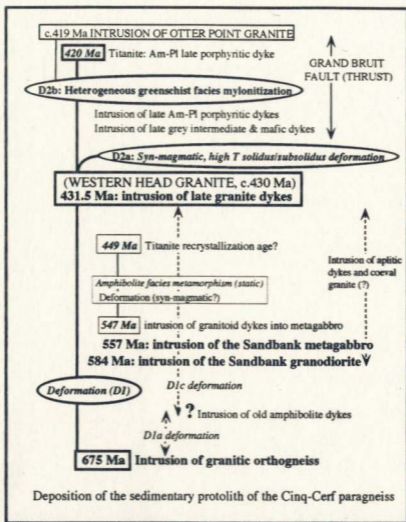 c.419 Ma INTRUSION OF OTTER POINT GRANITE
420 Ma Titanite: Am-Pl late porphyritic dyke
GRAND BRUIT
FAULT (THRUST)
D2b: Heterogeneous greenschist facies mylonitization
Intrusion of late Am-Pl porphyritic dykes
Intrusion of late grey intermediate & mafic dykes
D2a: Syn-magmatic, high T solidus/subsolidus deformation
(WESTERN HEAD GRANITE, c.430 Ma)
431.5 Ma: intrusion of late granite dykes
449 Ma Titanite recrystallization age?
Intrusion of aplitic
dykes and coeval
granite (?)
Amphibolite facies metamorphism (static)
Deformation (syn-magmatic?)
547 Ma intrusion of granitoid dykes into metagabbro
557 Ma: intrusion of the Sandbank metagabbro
584 Ma: intrusion of the Sandbank granodiorite
Deformation (D1)
D1c deformation
? Intrusion of old amphibolite dykes
D1a deformation
675 Ma Intrusion of granitic orthogneiss
Deposition of the sedimentary protolith of the Cinq-Cerf paragneiss